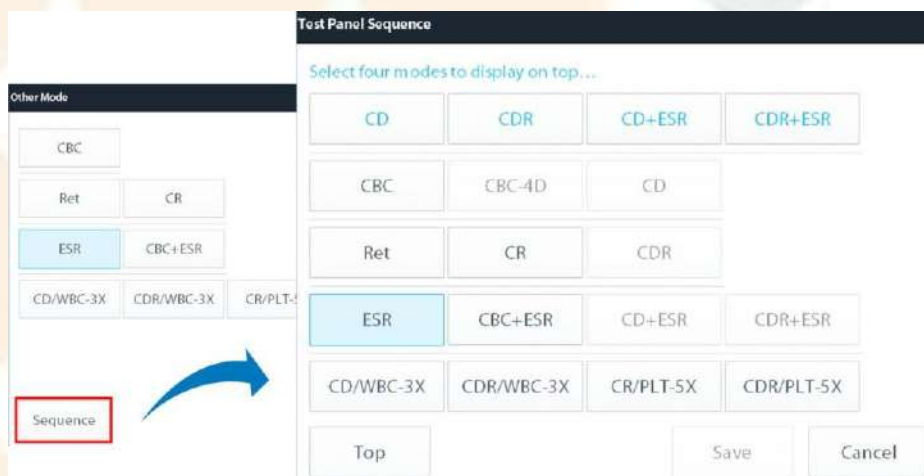 Other Mode
CBC
Ret CR
ESR CBC+ESR
CD/WBC-3X CDR/WBC-3X
Sequence
Test Panel Sequence
Select four modes to display on top...
CD CDR CD+ESR CDR+ESR
CBC CBC-4D CD
Ret CR CDR
ESR CBC+ESR CD+ESR CDR+ESR
CD/WBC-3X CDR/WBC-3X CR/PLT-5X CDR/PLT-5X
Top Save Cancel